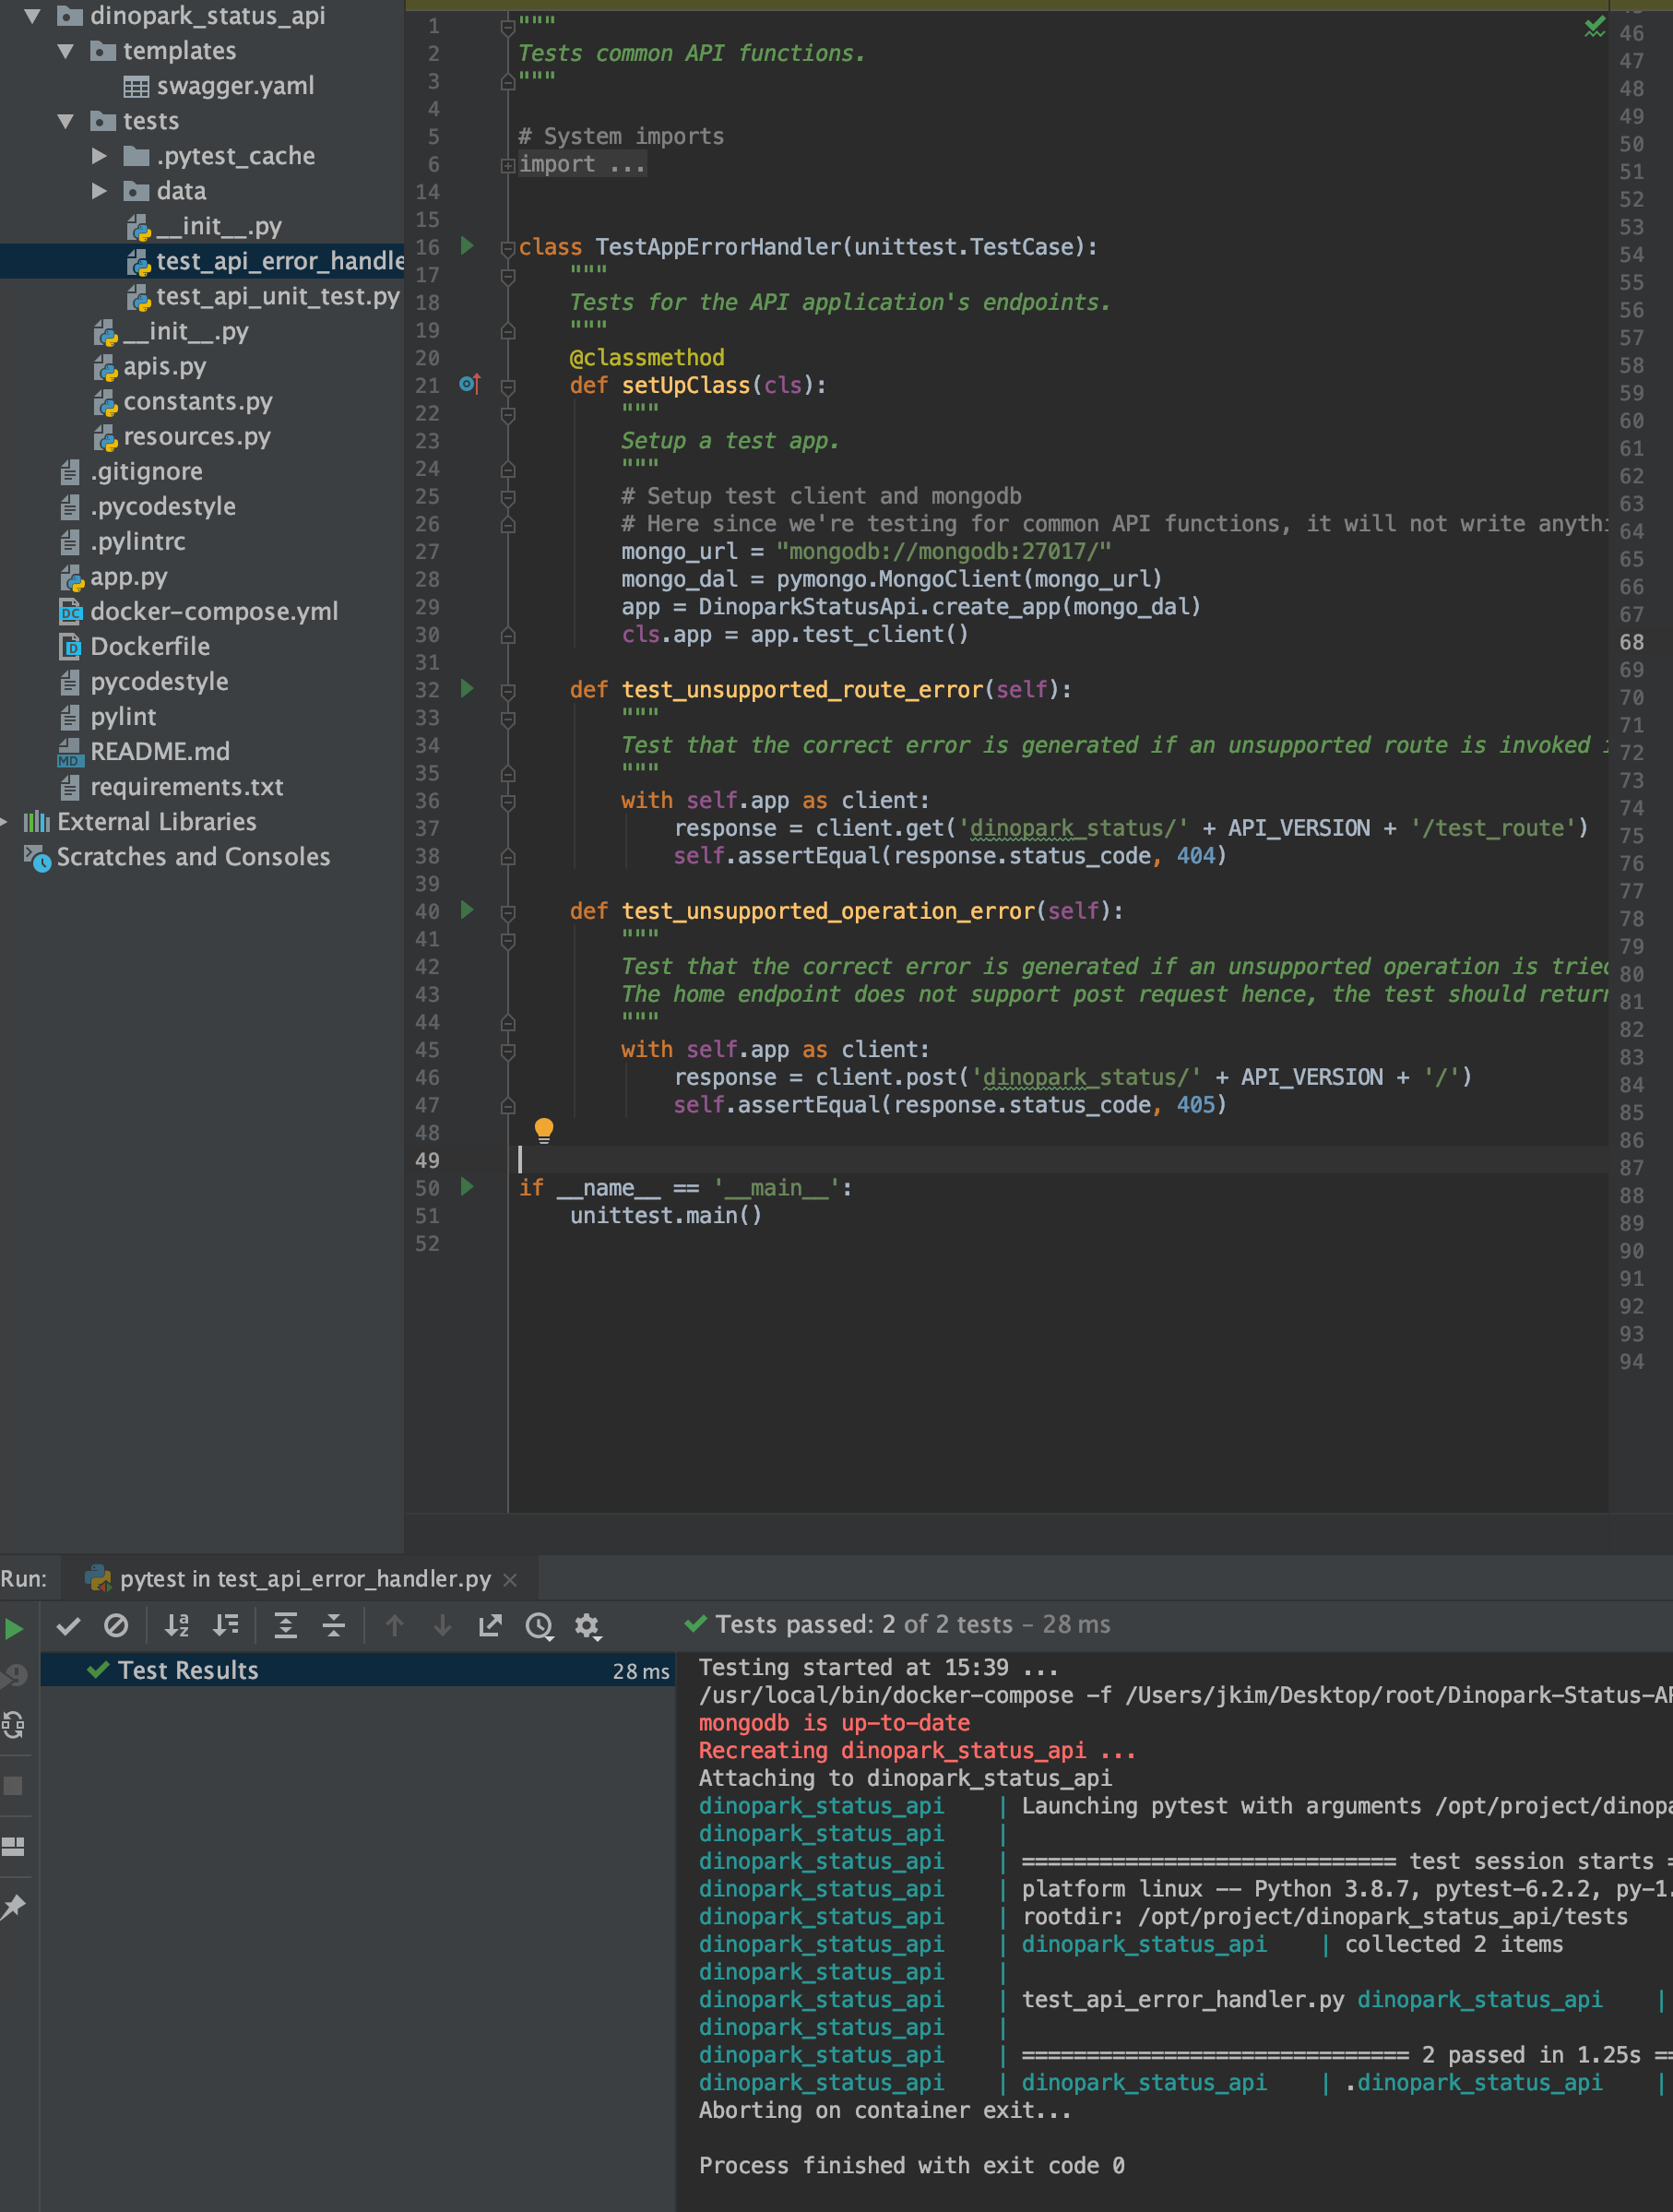 dinopark_status_api
templates
swagger.yaml
tests
.pytest_cache
data
__init__.py
test_api_error_handle
test_api_unit_test.py
__init__.py
apis.py
constants.py
resources.py
.gitignore
.pycodestyle
.pylintrc
app.py
docker-compose.yml
Dockerfile
pycodestyle
pylint
README.md
requirements.txt
External Libraries
Scratches and Consoles
1 """
2 Tests common API functions.
3 """
4
5 # System imports
6 import ...
14
15
16 class TestAppErrorHandler(unittest.TestCase):
17 """
18 Tests for the API application's endpoints.
19 """
20 @classmethod
21 def setUpClass(cls):
22 """
23 Setup a test app.
24 """
25 # Setup test client and mongodb
26 # Here since we're testing for common API functions, it will not write anythi
27 mongo_url = "mongodb://mongodb:27017/"
28 mongo_dal = pymongo.MongoClient(mongo_url)
29 app = DinoparkStatusApi.create_app(mongo_dal)
30 cls.app = app.test_client()
31
32 def test_unsupported_route_error(self):
33 """
34 Test that the correct error is generated if an unsupported route is invoked i
35 """
36 with self.app as client:
37 response = client.get('dinopark_status/' + API_VERSION + '/test_route')
38 self.assertEqual(response.status_code, 404)
39
40 def test_unsupported_operation_error(self):
41 """
42 Test that the correct error is generated if an unsupported operation is tried
43 The home endpoint does not support post request hence, the test should return
44 """
45 with self.app as client:
46 response = client.post('dinopark_status/' + API_VERSION + '/')
47 self.assertEqual(response.status_code, 405)
48
49
50 if __name__ == '__main__':
51 unittest.main()
52
46
47
48
49
50
51
52
53
54
55
56
57
58
59
60
61
62
63
64
65
66
67
68
69
70
71
72
73
74
75
76
77
78
79
80
81
82
83
84
85
86
87
88
89
90
91
92
93
94
Run: pytest in test_api_error_handler.py
Tests passed: 2 of 2 tests – 28 ms
Test Results 28 ms
Testing started at 15:39 ...
/usr/local/bin/docker-compose -f /Users/jkim/Desktop/root/Dinopark-Status-AP
mongodb is up-to-date
Recreating dinopark_status_api ...
Attaching to dinopark_status_api
dinopark_status_api | Launching pytest with arguments /opt/project/dinopa
dinopark_status_api |
dinopark_status_api | ============================= test session starts =
dinopark_status_api | platform linux -- Python 3.8.7, pytest-6.2.2, py-1.
dinopark_status_api | rootdir: /opt/project/dinopark_status_api/tests
dinopark_status_api | dinopark_status_api | collected 2 items
dinopark_status_api |
dinopark_status_api | test_api_error_handler.py dinopark_status_api |
dinopark_status_api |
dinopark_status_api | ============================== 2 passed in 1.25s ==
dinopark_status_api | dinopark_status_api | .dinopark_status_api |
Aborting on container exit...
Process finished with exit code 0